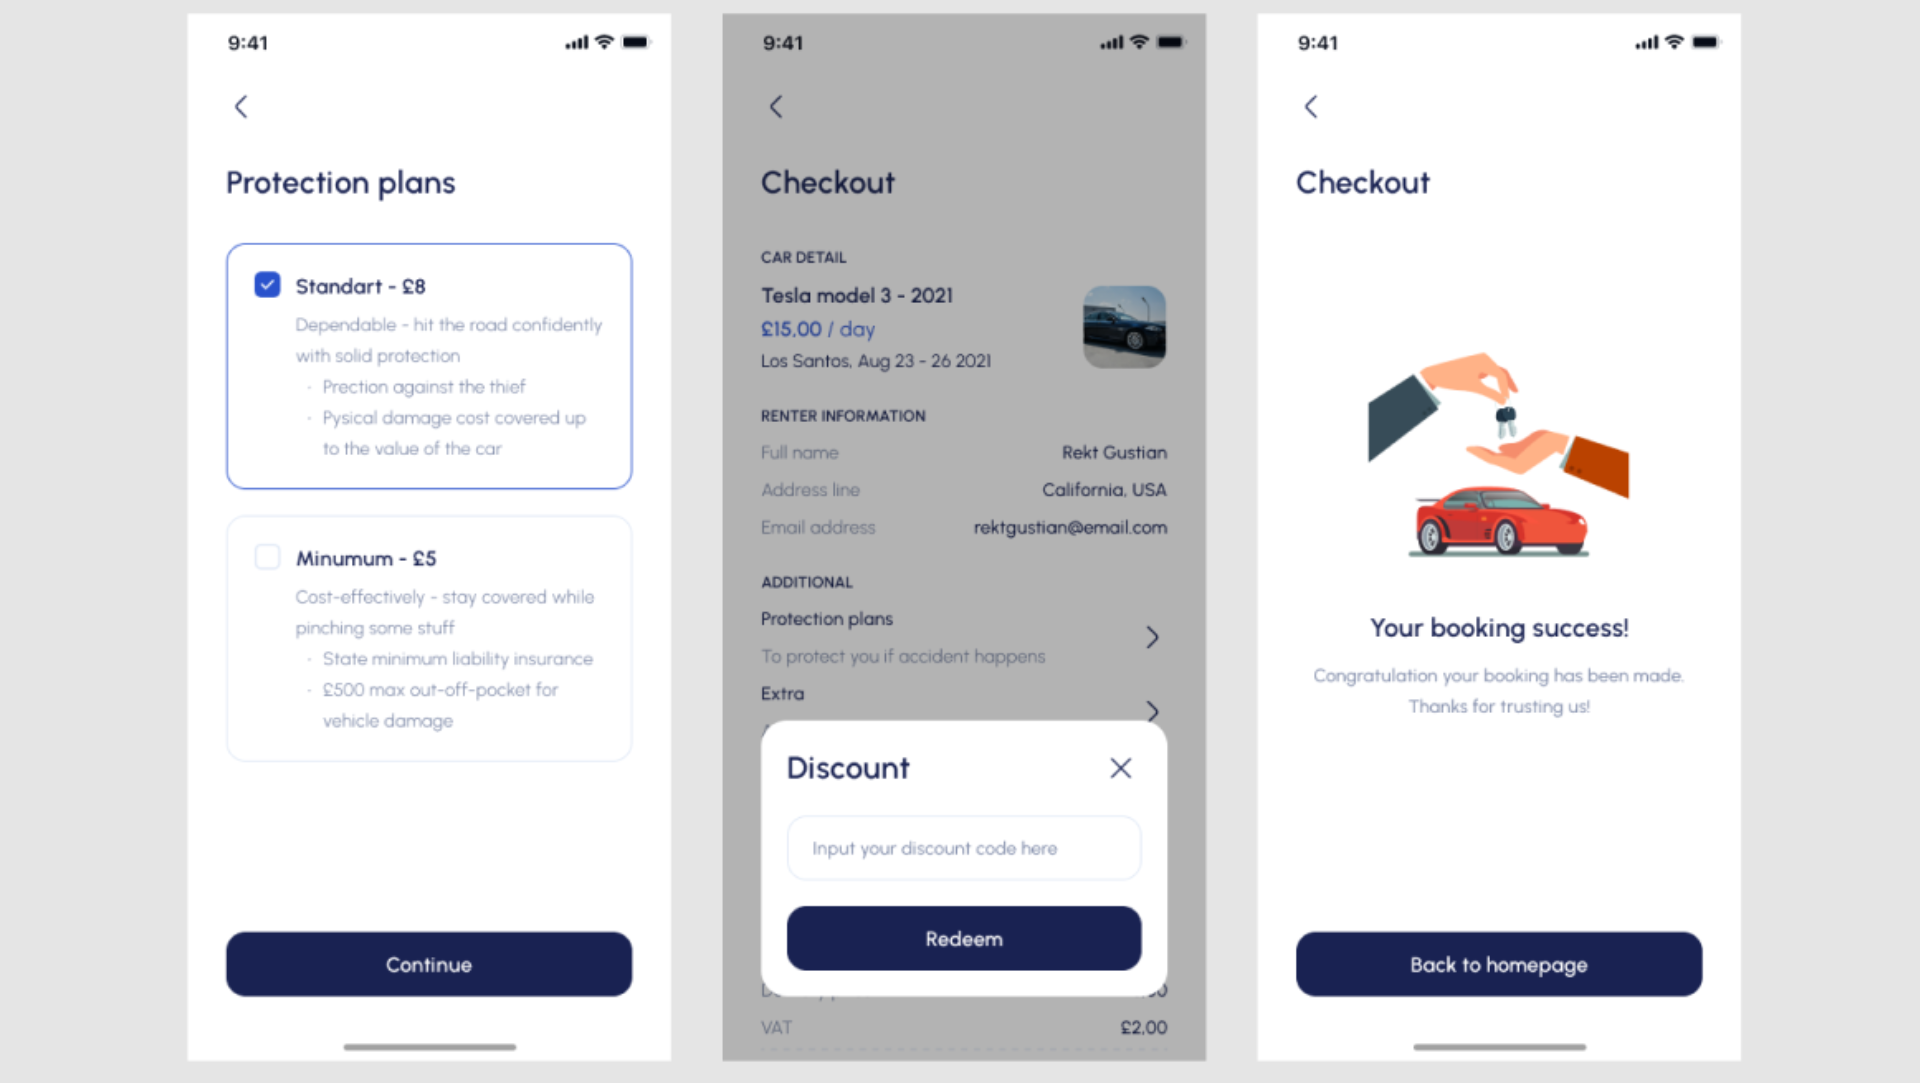 9:41
Protection plans
Standart - £8
Dependable - hit the road confidently
with solid protection
· Prection against the thief
· Pysical damage cost covered up
to the value of the car
Minumum - £5
Cost-effectively - stay covered while
pinching some stuff
· State minimum liability insurance
· £500 max out-off-pocket for
vehicle damage
Continue
9:41
Checkout
CAR DETAIL
Tesla model 3 - 2021
£15,00 / day
Los Santos, Aug 23 - 26 2021
RENTER INFORMATION
Full name Rekt Gustian
Address line California, USA
Email address rektgustian@email.com
ADDITIONAL
Protection plans
To protect you if accident happens
Extra
Discount
Input your discount code here
Redeem
VAT £2,00
9:41
Checkout
Your booking success!
Congratulation your booking has been made.
Thanks for trusting us!
Back to homepage